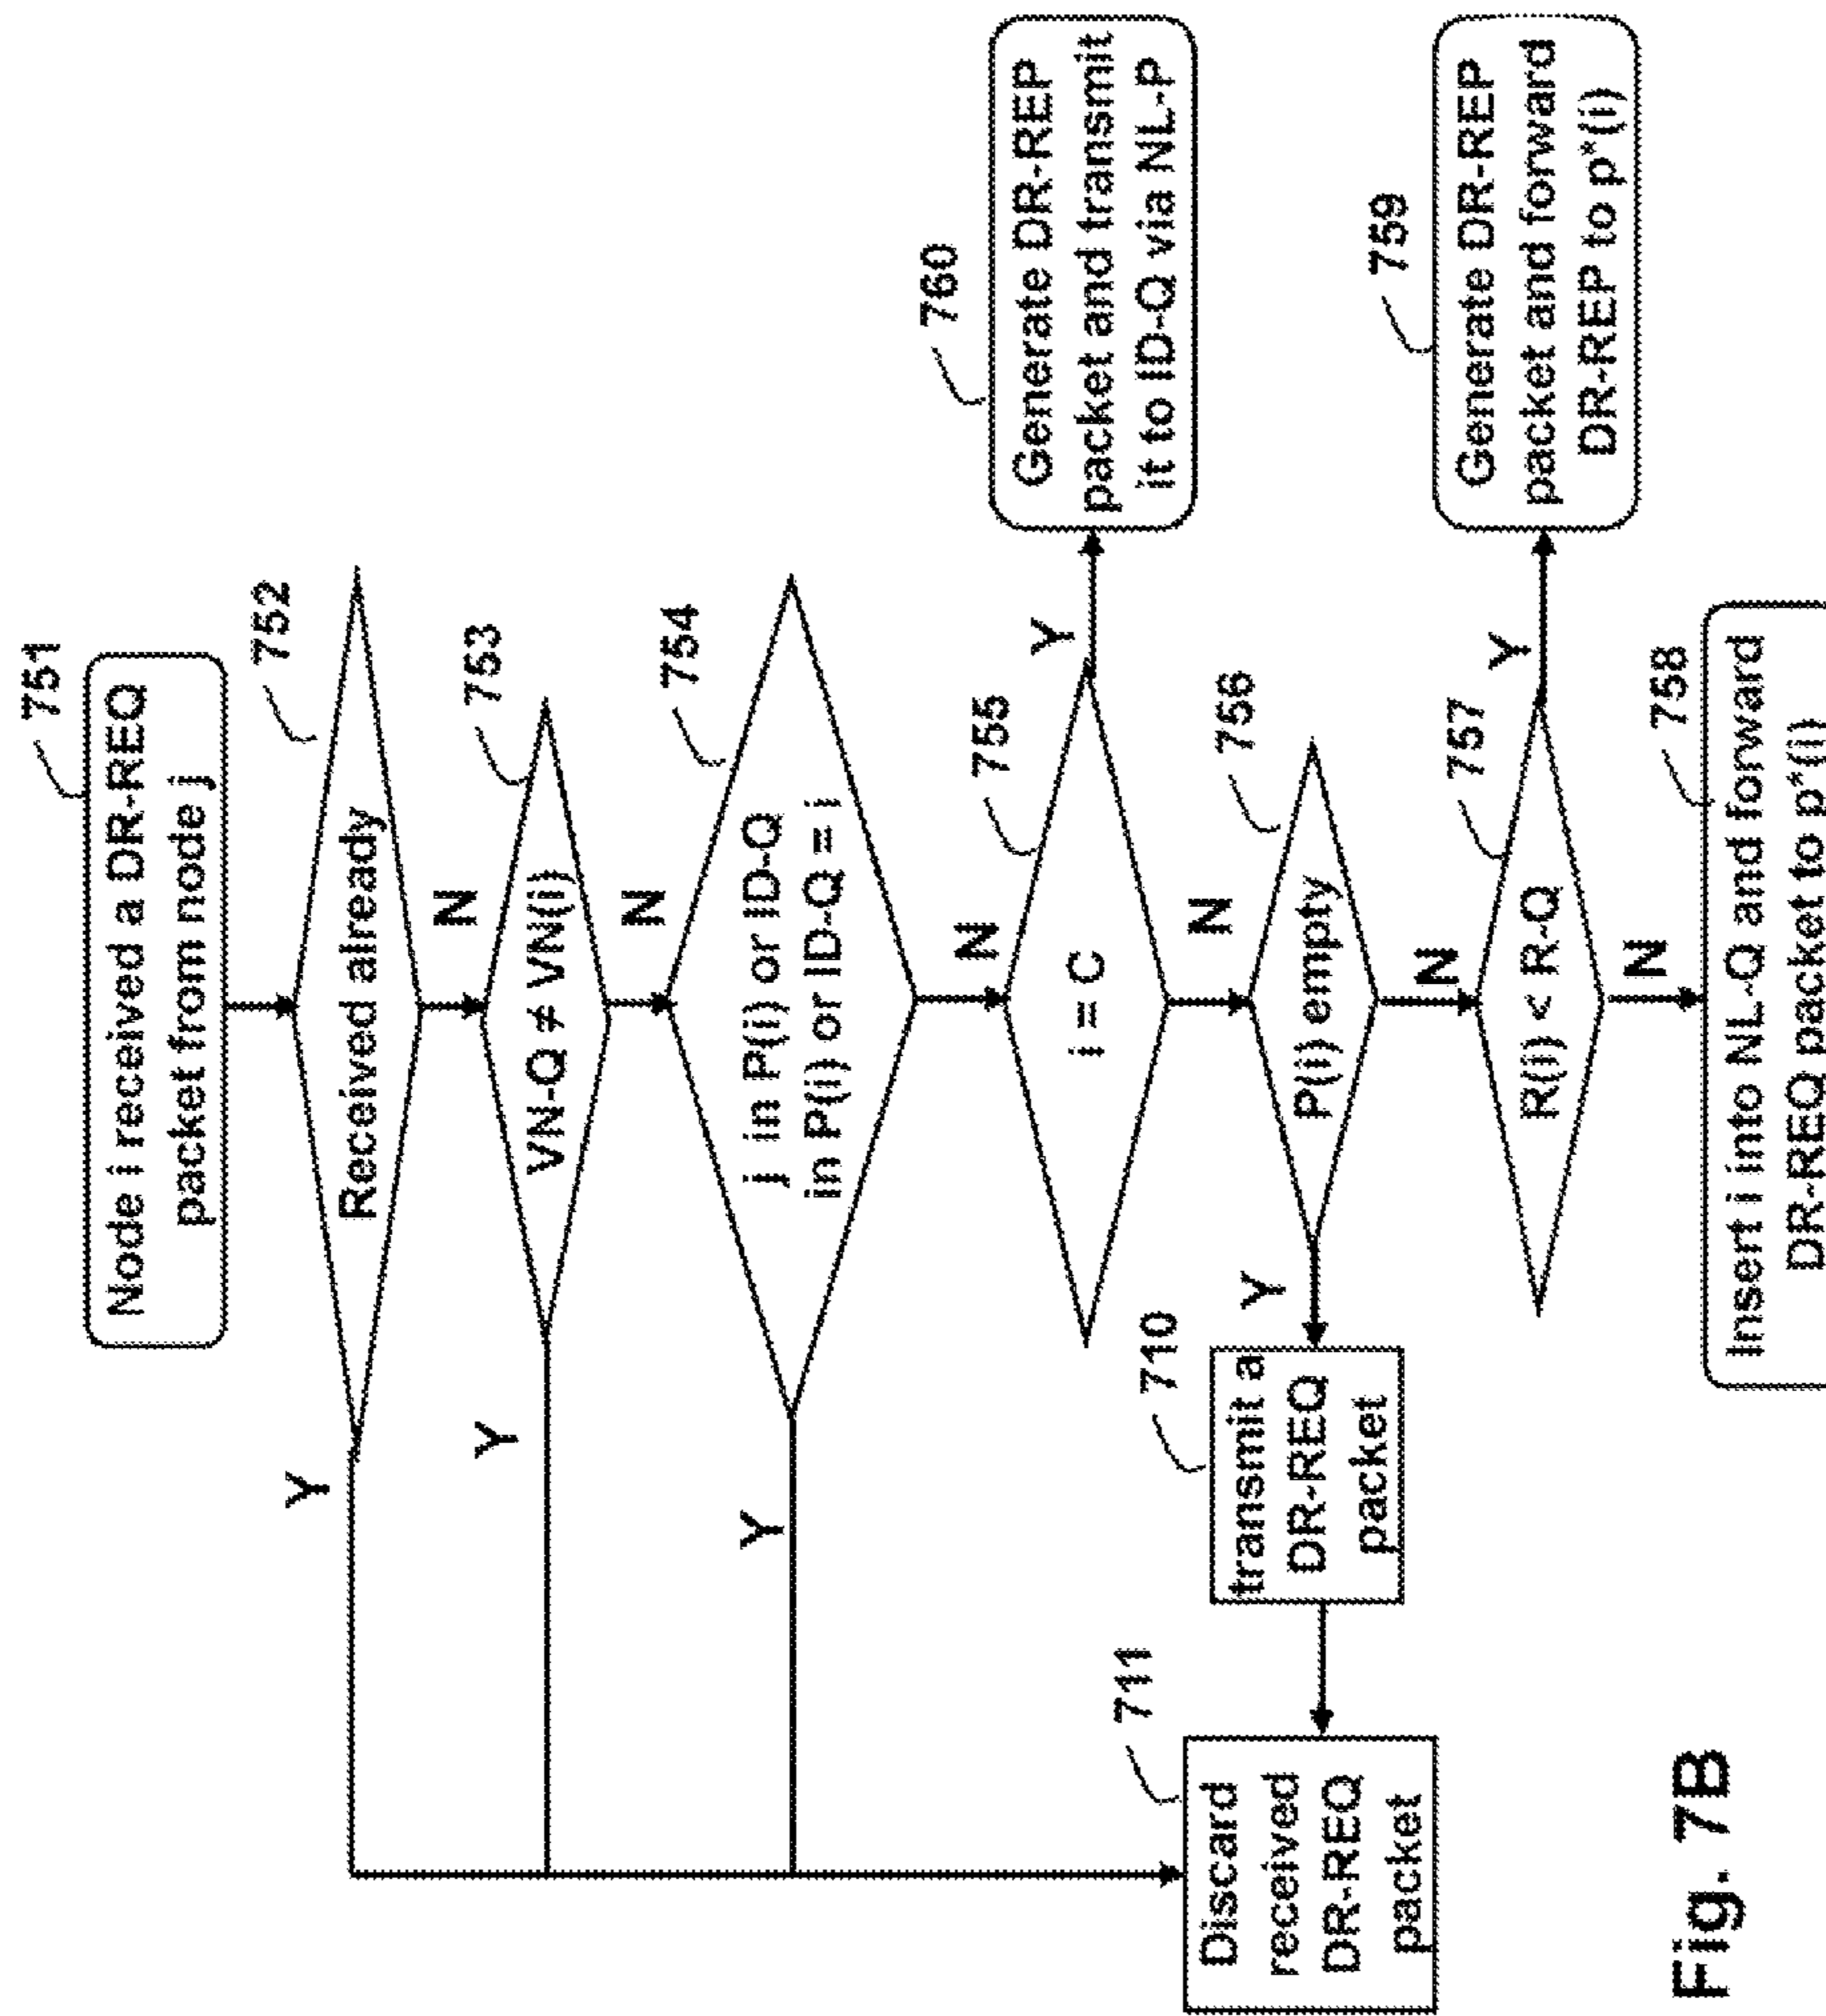 751
Node i received a DR-REQ
packet from node j
752
Received already
Y
N
753
VN-Q ≠ VN(i)
Y
N
754
j in P(i) or ID-Q
in P(i) or ID-Q = i
Y
N
755
i = C
Y
760
Generate DR-REP
packet and transmit
it to ID-Q via NL-P
N
756
P(i) empty
Y
710
transmit a
DR-REQ
packet
711
Discard
received
DR-REQ
packet
N
757
R(i) < R-Q
Y
759
Generate DR-REP
packet and forward
DR-REP to p*(i)
N
758
Insert i into NL-Q and forward
DR-REQ packet to p*(i)
Fig. 7B